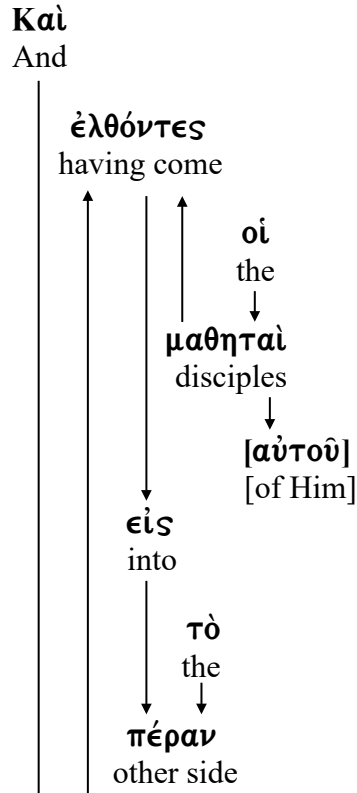 Καὶ
And
ἐλθόντες
having come
οἱ
the
μαθηταὶ
disciples
[αὐτοῦ]
[of Him]
εἰς
into
τὸ
the
πέραν
other side